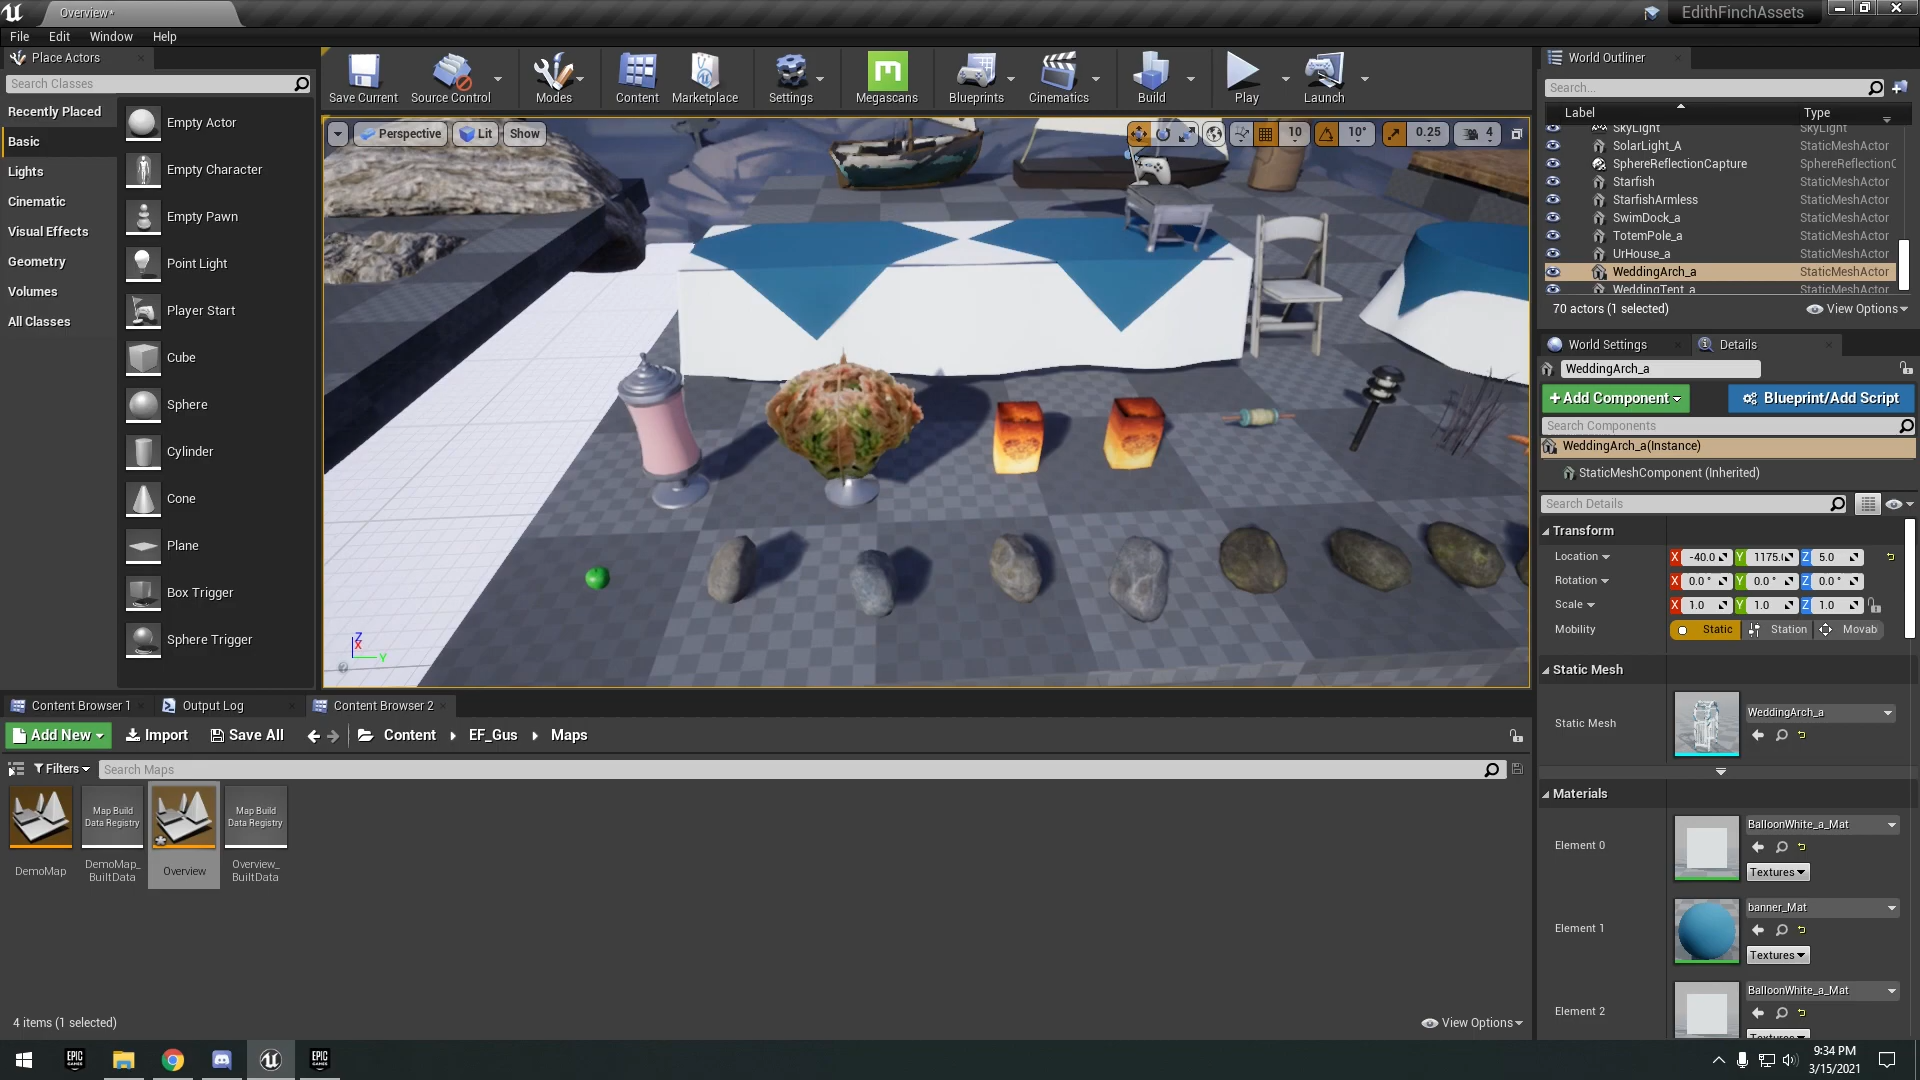 Overview*
EdithFinchAssets
File Edit Window Help
Place Actors
Search Classes
Recently Placed
Basic
Lights
Cinematic
Visual Effects
Geometry
Volumes
All Classes
Empty Actor
Empty Character
Empty Pawn
Point Light
Player Start
Cube
Sphere
Cylinder
Cone
Plane
Box Trigger
Sphere Trigger
Save Current
Source Control
Modes
Content
Marketplace
Settings
Megascans
Blueprints
Cinematics
Build
Play
Launch
Perspective Lit Show
10 10° 0.25 4
Z
X
Y
World Outliner
Search...
Label Type
SkyLight SkyLight
SolarLight_A StaticMeshActor
SphereReflectionCapture SphereReflectionC
Starfish StaticMeshActor
StarfishArmless StaticMeshActor
SwimDock_a StaticMeshActor
TotemPole_a StaticMeshActor
UrHouse_a StaticMeshActor
WeddingArch_a StaticMeshActor
WeddingTent_a StaticMeshActor
70 actors (1 selected) View Options
World Settings Details
WeddingArch_a
+ Add Component Blueprint/Add Script
Search Components
WeddingArch_a(Instance)
StaticMeshComponent (Inherited)
Search Details
Transform
Location X -40.0 Y 1175.( Z 5.0
Rotation X 0.0 ° Y 0.0 ° Z 0.0 °
Scale X 1.0 Y 1.0 Z 1.0
Mobility Static Station Movab
Static Mesh
Static Mesh WeddingArch_a
Materials
Element 0 BalloonWhite_a_Mat
Textures
Element 1 banner_Mat
Textures
Element 2 BalloonWhite_a_Mat
Textures
Content Browser 1 Output Log Content Browser 2
Add New Import Save All Content EF_Gus Maps
Filters Search Maps
Map Build
Data Registry
Map Build
Data Registry
DemoMap
DemoMap_
BuiltData
Overview
Overview_
BuiltData
4 items (1 selected) View Options
EPIC
GAMES
EPIC
GAMES
9:34 PM
3/15/2021